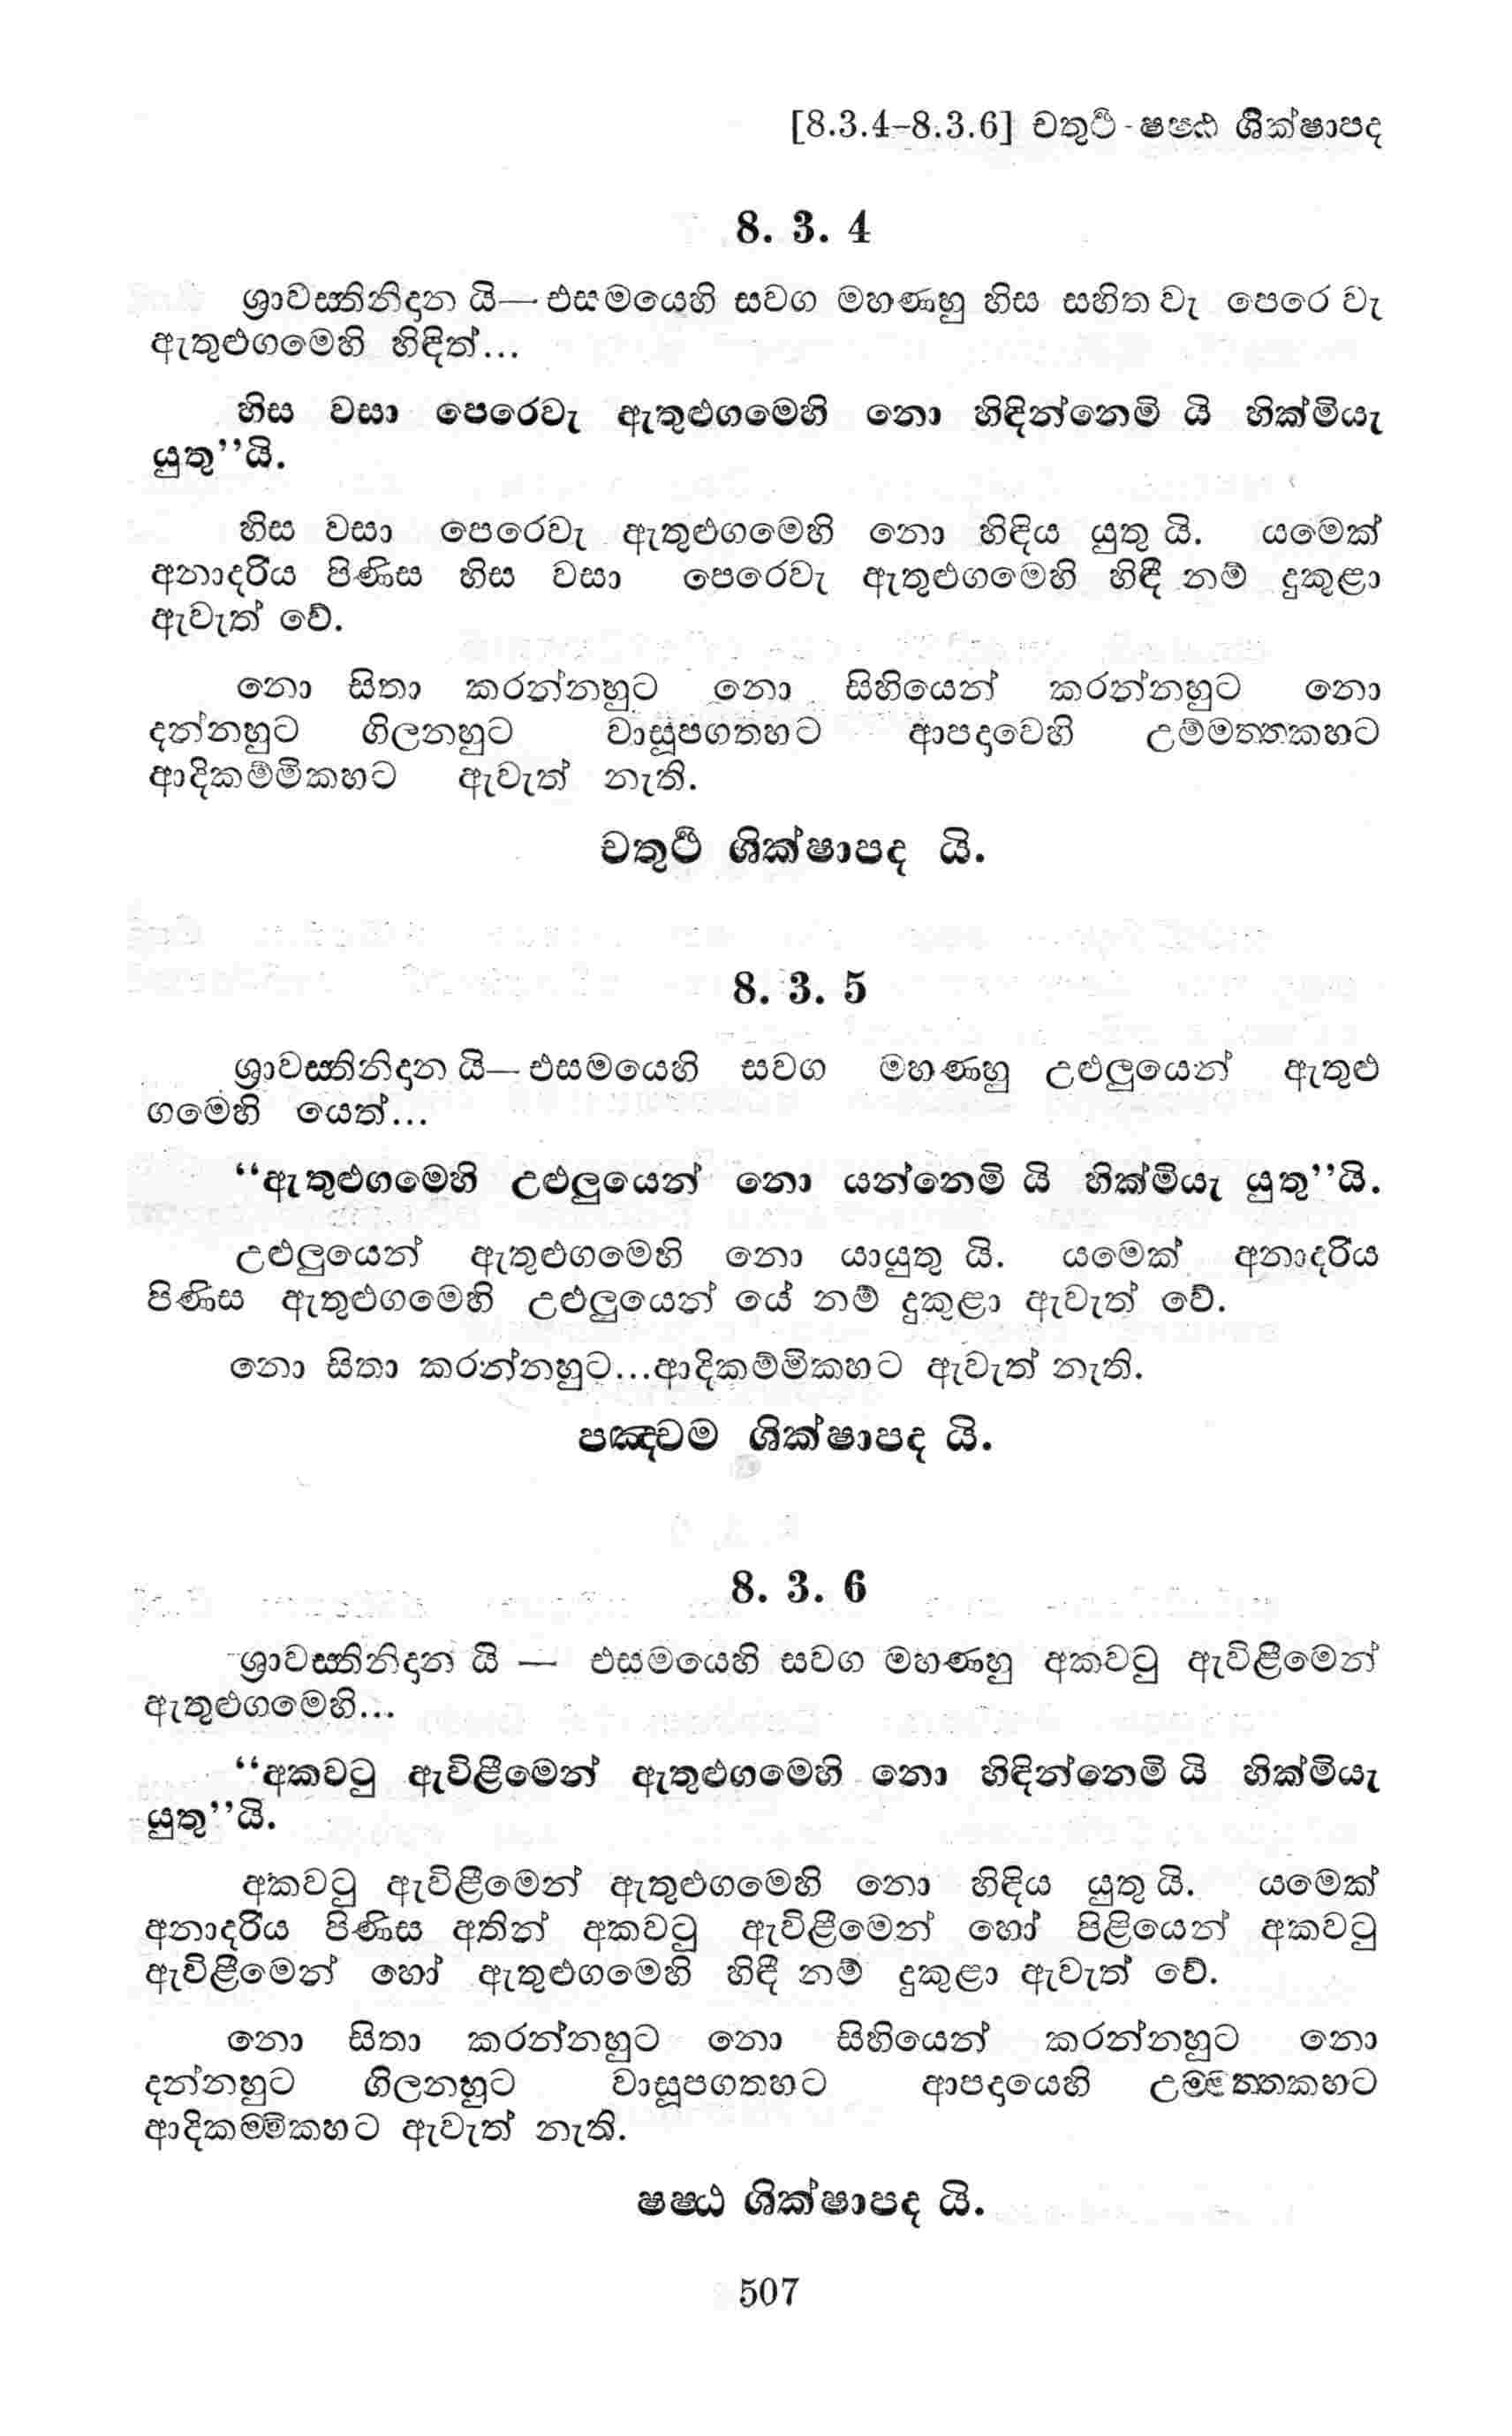 [8.3.4–8.3.6] චතුර්‍ථ - ෂෂ්ඨ ශික්ෂාපද
8. 3. 4
ශ්‍රාවස්තිනිදාන යි— එසමයෙහි සවග මහණහු හිස සහිත වැ පෙරෙ වැ
ඇතුළුගමෙහි හිඳිත්...
හිස වසා පෙරෙවැ ඇතුළුගමෙහි නො හිඳින්නෙමි යි හික්මියැ
යුතු’’යි.
හිස වසා පෙරෙවැ ඇතුළුගමෙහි නො හිඳිය යුතු යි. යමෙක්
අනාදරිය පිණිස හිස වසා පෙරෙවැ ඇතුළුගමෙහි හිඳී නම් දුකුළා
ඇවැත් වේ.
නො සිතා කරන්නහුට නො සිහියෙන් කරන්නහුට නො
දන්නහුට ගිලනහුට වාසූපගතහට ආපදාවෙහි උම්මත්තකහට
ආදිකම්මිකහට ඇවැත් නැති.
චතුර්‍ථ ශික්ෂාපද යි.
8. 3. 5
ශ්‍රාවස්තිනිදාන යි— එසමයෙහි සවග මහණහු උළුලුයෙන් ඇතුළු
ගමෙහි යෙත්...
‘‘ඇතුළුගමෙහි උළුලුයෙන් නො යන්නෙමි යි හික්මියැ යුතු’’යි.
උළුලුයෙන් ඇතුළුගමෙහි නො යායුතු යි. යමෙක් අනාදරිය
පිණිස ඇතුළුගමෙහි උළුලුයෙන් යේ නම් දුකුළා ඇවැත් වේ.
නො සිතා කරන්නහුට...ආදිකම්මිකහට ඇවැත් නැති.
පඤ්චම ශික්ෂාපද යි.
8. 3. 6
ශ්‍රාවස්තිනිදාන යි — එසමයෙහි සවග මහණහු අකවටු ඇවිළීමෙන්
ඇතුළුගමෙහි...
‘‘අකවටු ඇවිළීමෙන් ඇතුළුගමෙහි නො හිඳින්නෙමි යි හික්මියැ
යුතු’’යි.
අකවටු ඇවිළීමෙන් ඇතුළුගමෙහි නො හිඳිය යුතු යි. යමෙක්
අනාදරිය පිණිස අතින් අකවටු ඇවිළීමෙන් හෝ පිළියෙන් අකවටු
ඇවිළීමෙන් හෝ ඇතුළුගමෙහි හිඳී නම් දුකුළා ඇවැත් වේ.
නො සිතා කරන්නහුට නො සිහියෙන් කරන්නහුට නො
දන්නහුට ගිලනහුට වාසූපගතහට ආපදායෙහි උම්මත්තකහට
ආදිකම්මිකහට ඇවැත් නැති.
ෂෂ්ඨ ශික්ෂාපද යි.
507